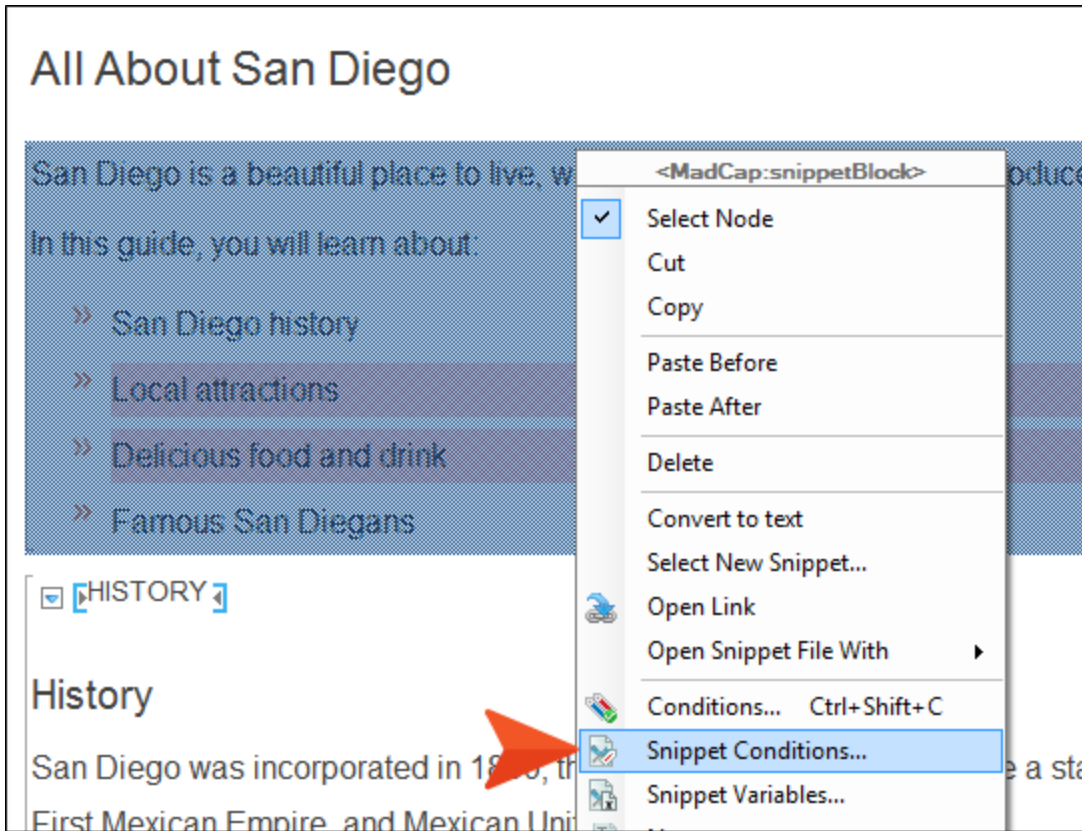 All About San Diego
San Diego is a beautiful place to live, w
<MadCap:snippetBlock>
In this guide, you will learn about:
» San Diego history
» Local attractions
» Delicious food and drink
» Famous San Diegans
Select Node
Cut
Copy
Paste Before
Paste After
Delete
Convert to text
Select New Snippet...
Open Link
Open Snippet File With
Conditions... Ctrl+Shift+C
Snippet Conditions...
Snippet Variables...
HISTORY
History
San Diego was incorporated in
e a sta
First Mexican Empire, and Mexican Unit